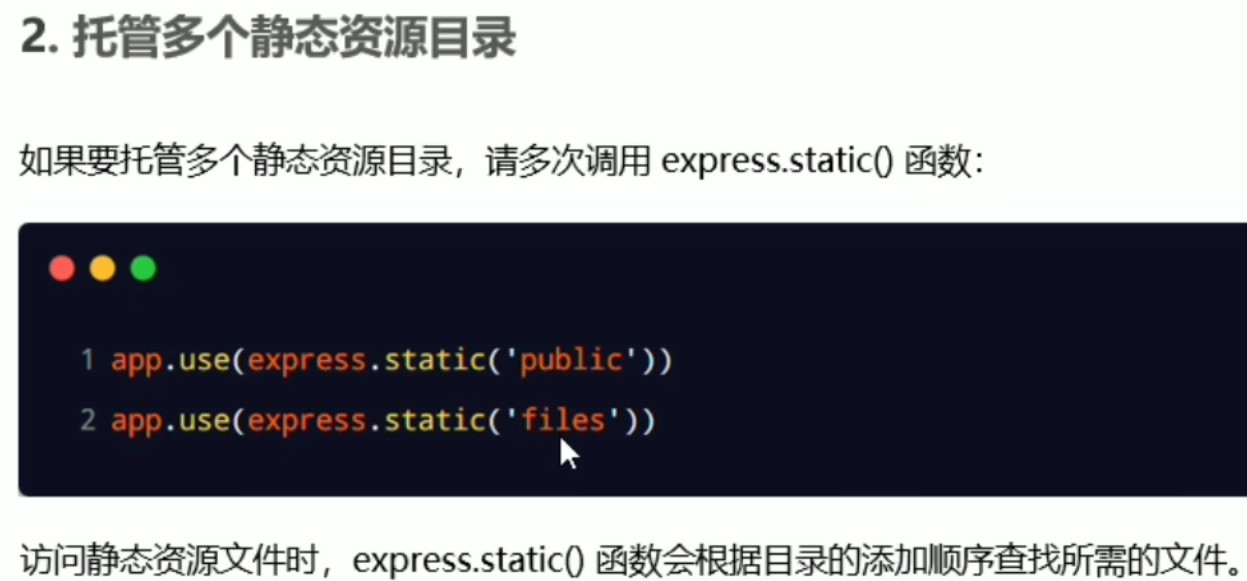 2. 托管多个静态资源目录
如果要托管多个静态资源目录，请多次调用 express.static() 函数：
1 app.use(express.static('public'))
2 app.use(express.static('files'))
访问静态资源文件时，express.static() 函数会根据目录的添加顺序查找所需的文件。